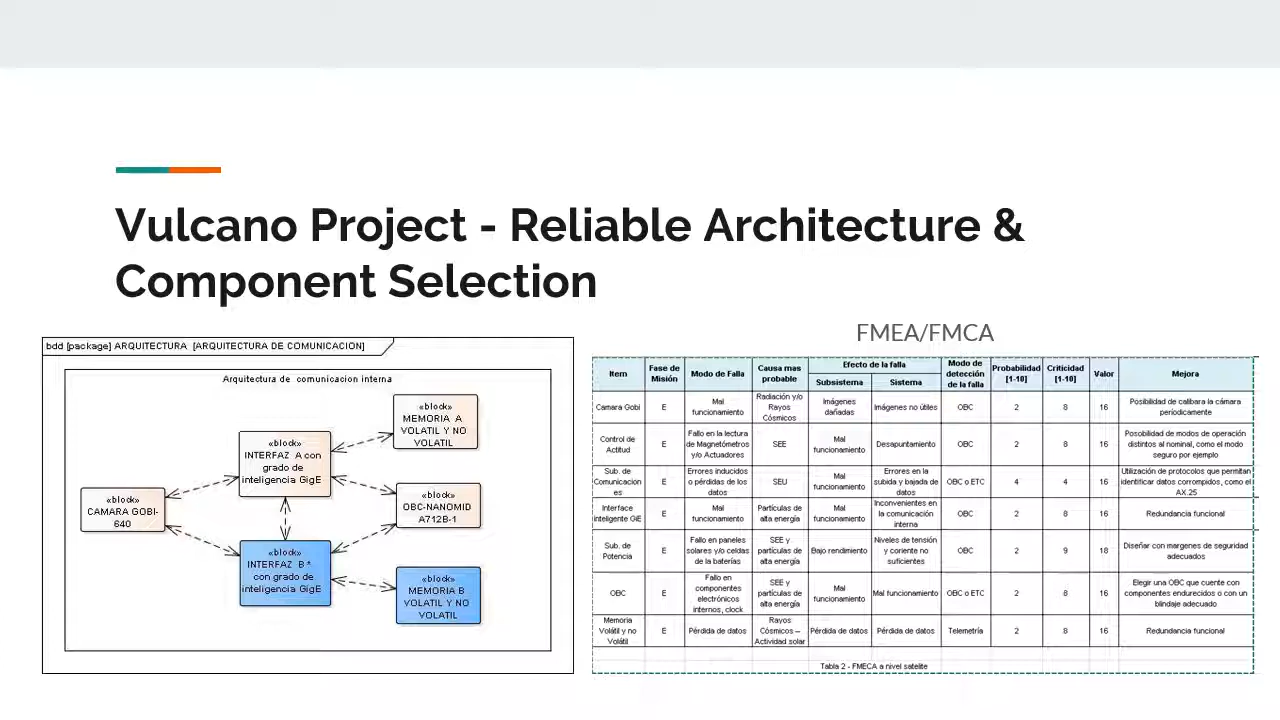 Vulcano Project - Reliable Architecture &
Component Selection
bdd [package] ARQUITECTURA [ARQUITECTURA DE COMUNICACION]
Arquitectura de comunicacion interna
«block»
MEMORIA A
VOLATIL Y NO
VOLATIL
«block»
INTERFAZ A con
grado de
inteligencia GigE
«block»
CAMARA GOBI-
640
«block»
OBC-NANOMID
A712B-1
«block»
INTERFAZ B *
con grado de
inteligencia GigE
«block»
MEMORIA B
VOLATIL Y NO
VOLATIL
FMEA/FMCA
Item
Fase de
Misión
Modo de Falla
Causa mas
probable
Efecto de la falla
Subsistema
Sistema
Modo de
detección
de la falla
Probabilidad
[1-10]
Criticidad
[1-10]
Valor
Mejora
Camara Gobi
E
Mal
funcionamiento
Radiación y/o
Rayos
Cósmicos
Imágenes
dañadas
Imágenes no útiles
OBC
2
8
16
Posibilidad de calibara la cámara
períodicamente
Control de
Actitud
E
Fallo en la lectura
de Magnetómetros
y/o Actuadores
SEE
Mal
funcionamiento
Desapuntamiento
OBC
2
8
16
Posobilidad de modos de operación
distintos al nominal, como el modo
seguro por ejemplo
Sub. de
Comunicacion
es
E
Errores inducidos
o pérdidas de los
datos
SEU
Mal
funcionamiento
Errores en la
subida y bajada de
datos
OBC o ETC
4
4
16
Utilización de protocolos que permitan
identificar datos corrompidos, como el
AX.25
Interface
inteligente GiE
E
Mal
funcionamiento
Partículas de
alta energía
Mal
funcionamiento
Inconvenientes en
la comunicación
interna
OBC
2
8
16
Redundancia funcional
Sub. de
Potencia
E
Fallo en paneles
solares y/o celdas
de la baterías
SEE y
partículas de
alta energía
Bajo rendimiento
Niveles de tensión
y coriente no
suficientes
OBC
2
9
18
Diseñar con margenes de seguridad
adecuados
OBC
E
Fallo en
componentes
electrónicos
internos, clock
SEE y
partículas de
alta energía
Mal
funcionamiento
Mal funcionamiento
OBC o ETC
2
8
16
Elegir una OBC que cuente con
componentes endurecidos o con un
blindaje adecuado
Memoria
Volátil y no
Volátil
E
Pérdida de datos
Rayos
Cósmicos –
Actividad solar
Pérdida de datos
Pérdida de datos
Telemetría
2
8
16
Redundancia funcional
Tabla 2 - FMECA a nivel satelite